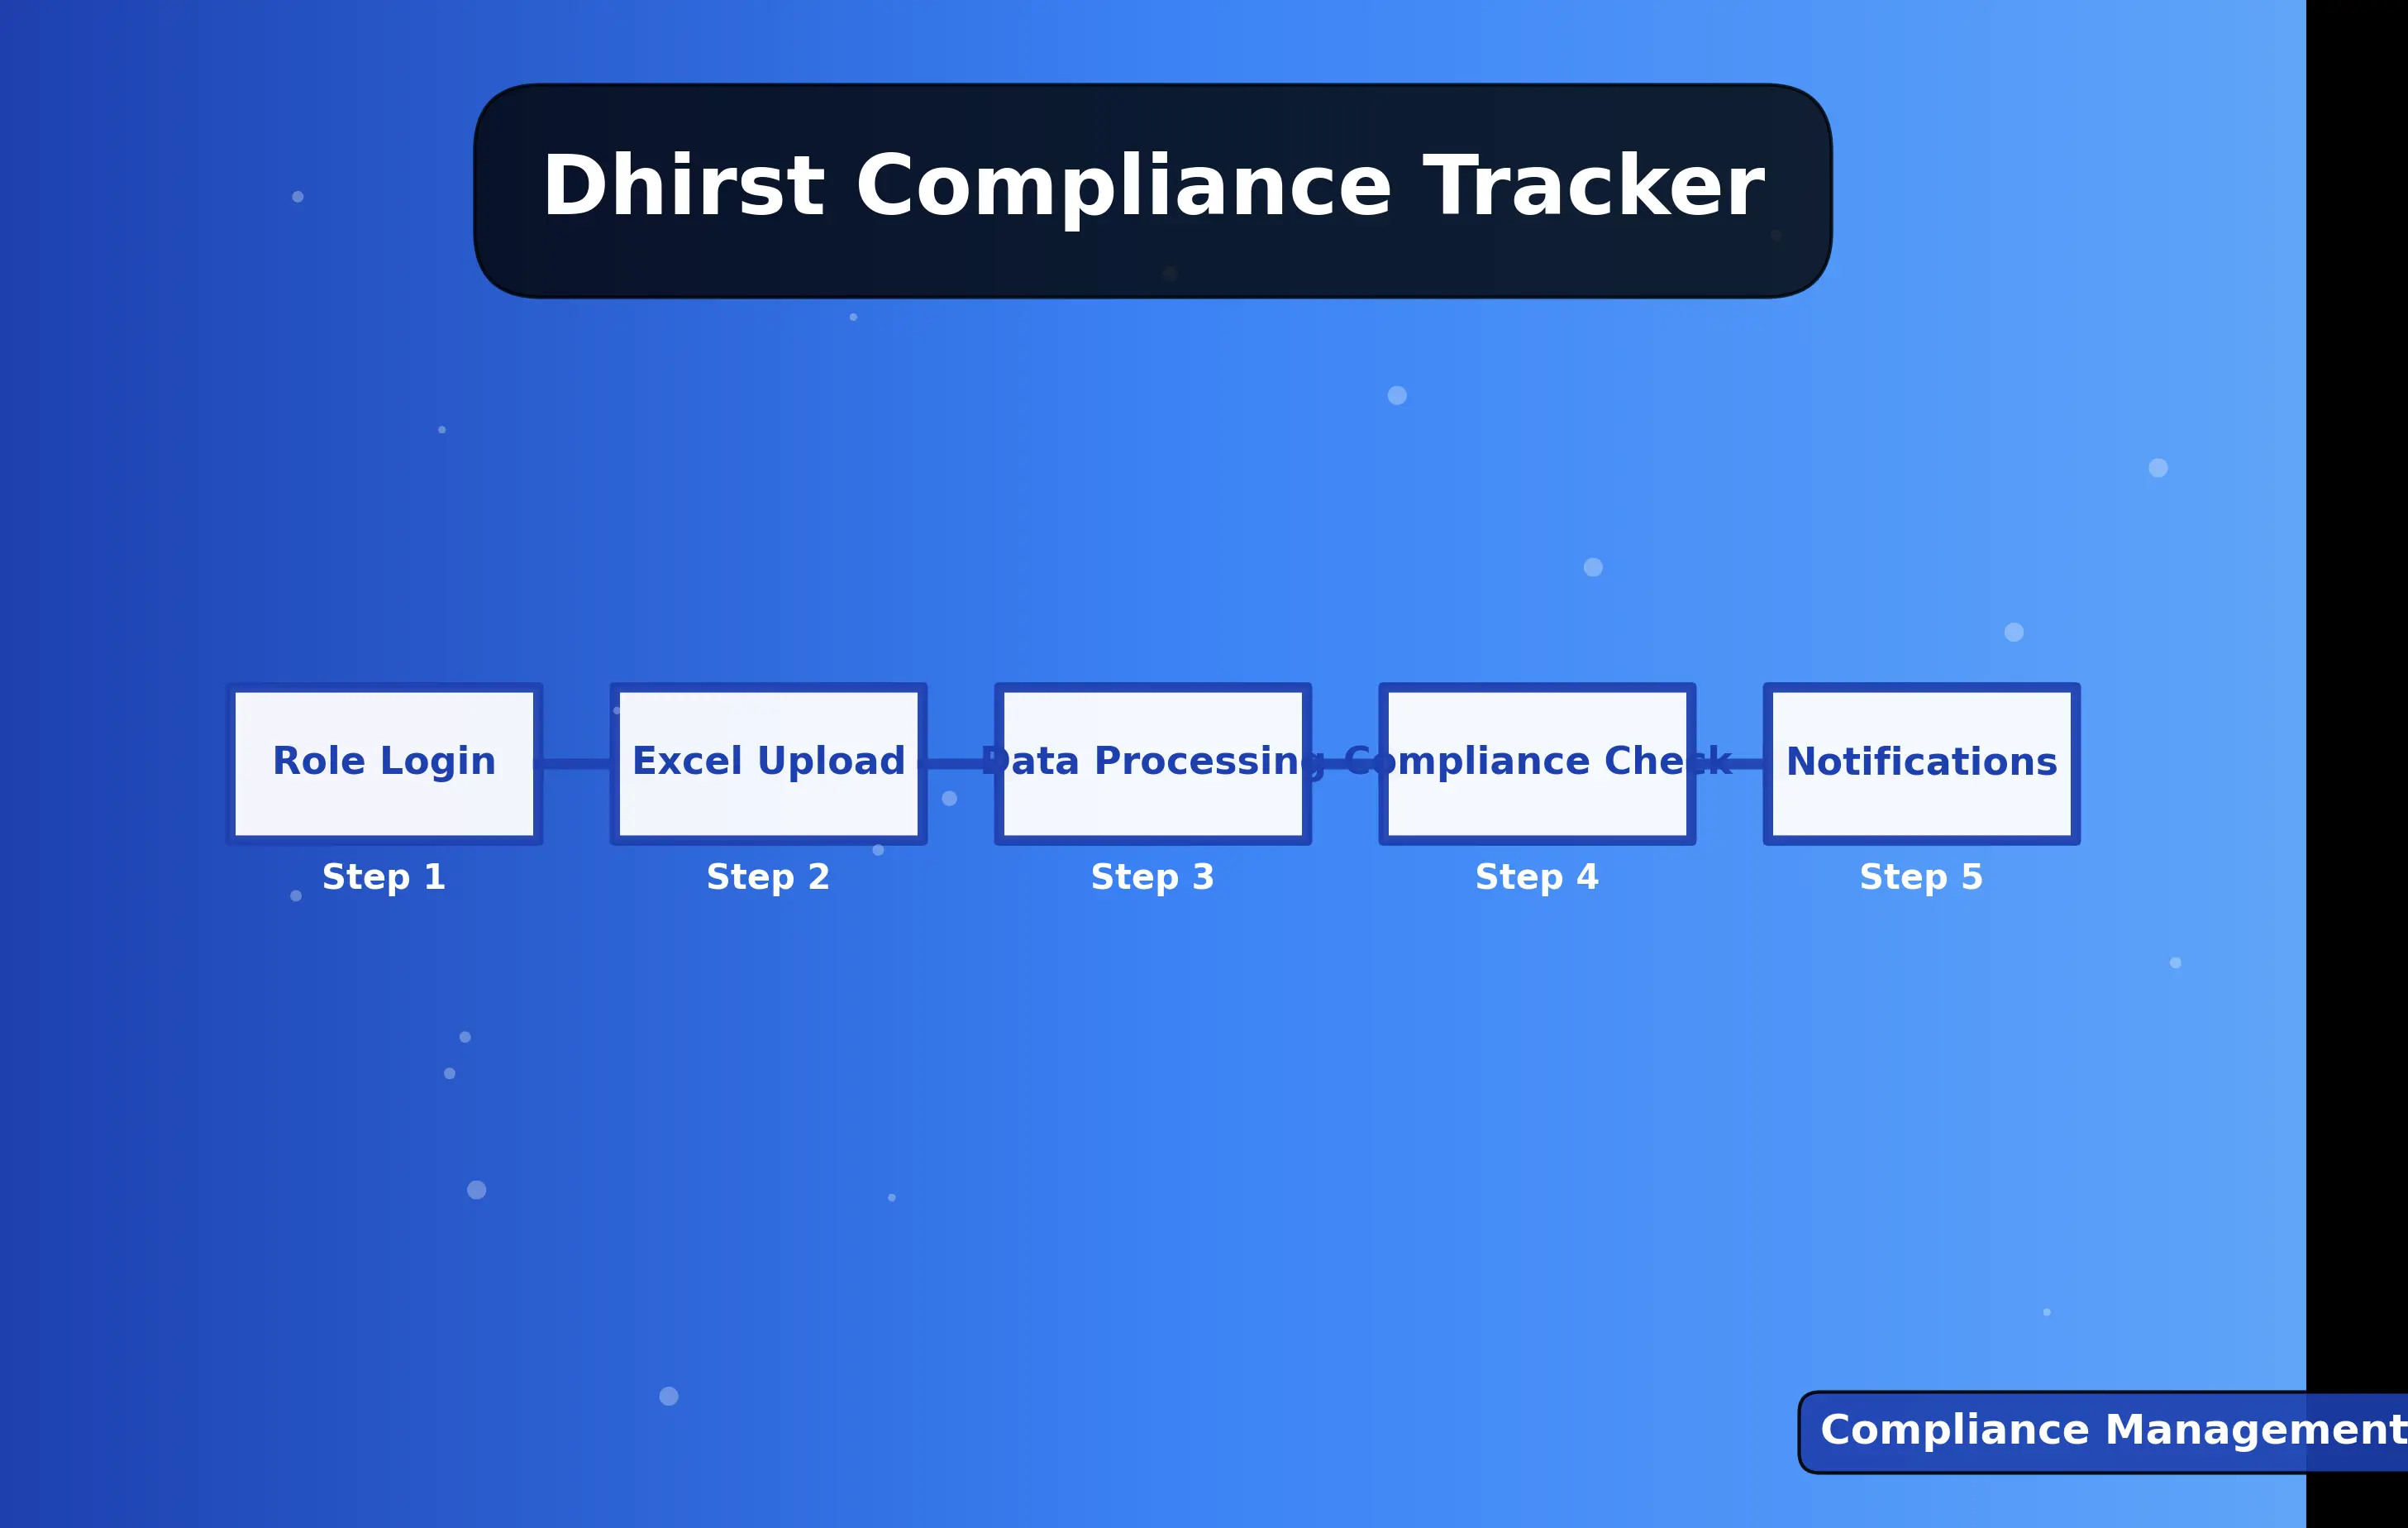 Dhirst Compliance Tracker
Role Login
Excel Upload
Data Processing
Compliance Check
Notifications
Step 1
Step 2
Step 3
Step 4
Step 5
Compliance Management